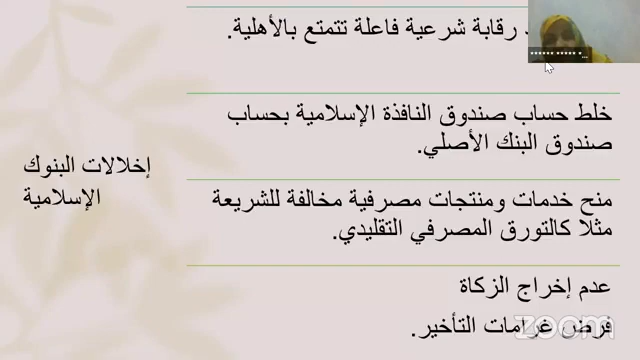 رقابة شرعية فاعلة تتمتع بالأهلية.
خلط حساب صندوق النافذة الإسلامية بحساب
صندوق البنك الأصلي.
إخلالات البنوك
الإسلامية
منح خدمات ومنتجات مصرفية مخالفة للشريعة
مثلا كالتورق المصرفي التقليدي.
عدم إخراج الزكاة
فرض غرامات التأخير.
zoom